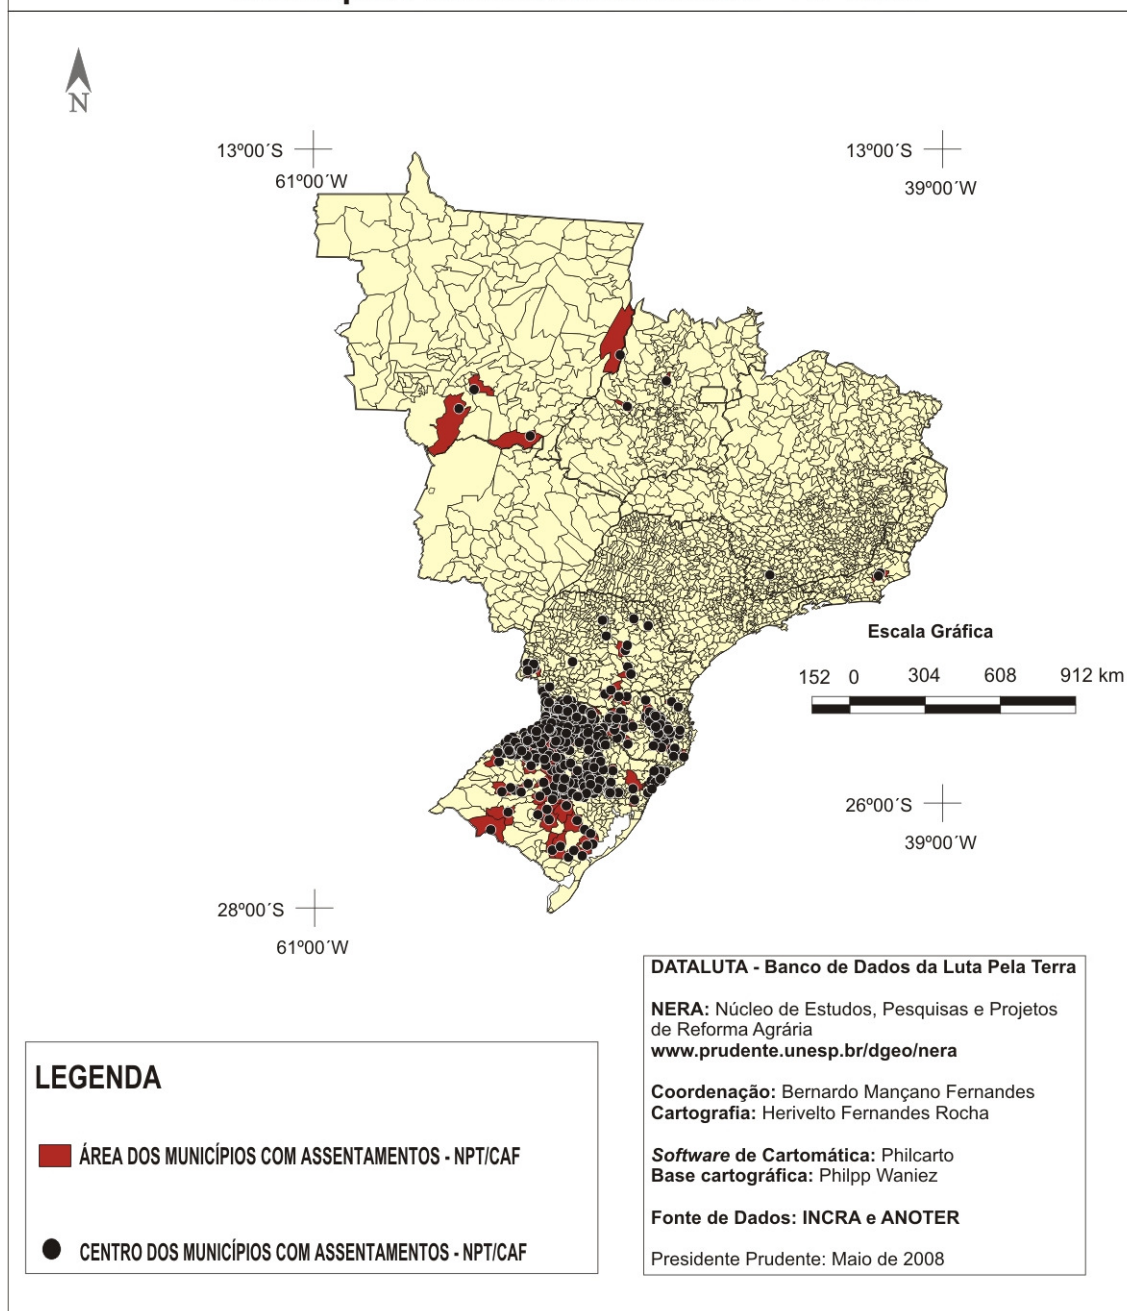 N
13º00´S
61º00´W
13º00´S
39º00´W
Escala Gráfica
152 0 304 608 912 km
26º00´S
39º00´W
28º00´S
61º00´W
DATALUTA - Banco de Dados da Luta Pela Terra
NERA: Núcleo de Estudos, Pesquisas e Projetos
de Reforma Agrária
www.prudente.unesp.br/dgeo/nera
Coordenação: Bernardo Mançano Fernandes
Cartografia: Herivelto Fernandes Rocha
Software de Cartomática: Philcarto
Base cartográfica: Philpp Waniez
Fonte de Dados: INCRA e ANOTER
Presidente Prudente: Maio de 2008
LEGENDA
ÁREA DOS MUNICÍPIOS COM ASSENTAMENTOS - NPT/CAF
CENTRO DOS MUNICÍPIOS COM ASSENTAMENTOS - NPT/CAF